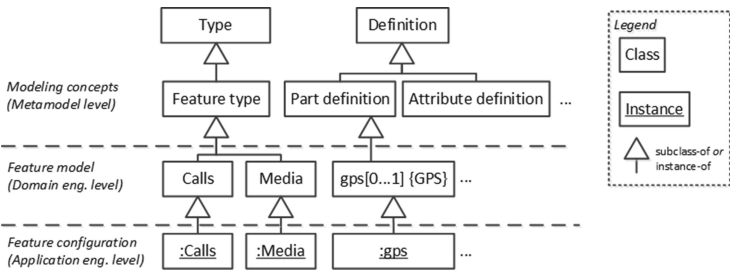 Type
Definition
Modeling concepts
(Metamodel level)
Feature type
Part definition
Attribute definition
...
Feature model
(Domain eng. level)
Calls
Media
gps[0...1] {GPS}
...
Feature configuration
(Application eng. level)
:Calls
:Media
:gps
...
Legend
Class
Instance
subclass-of or
instance-of